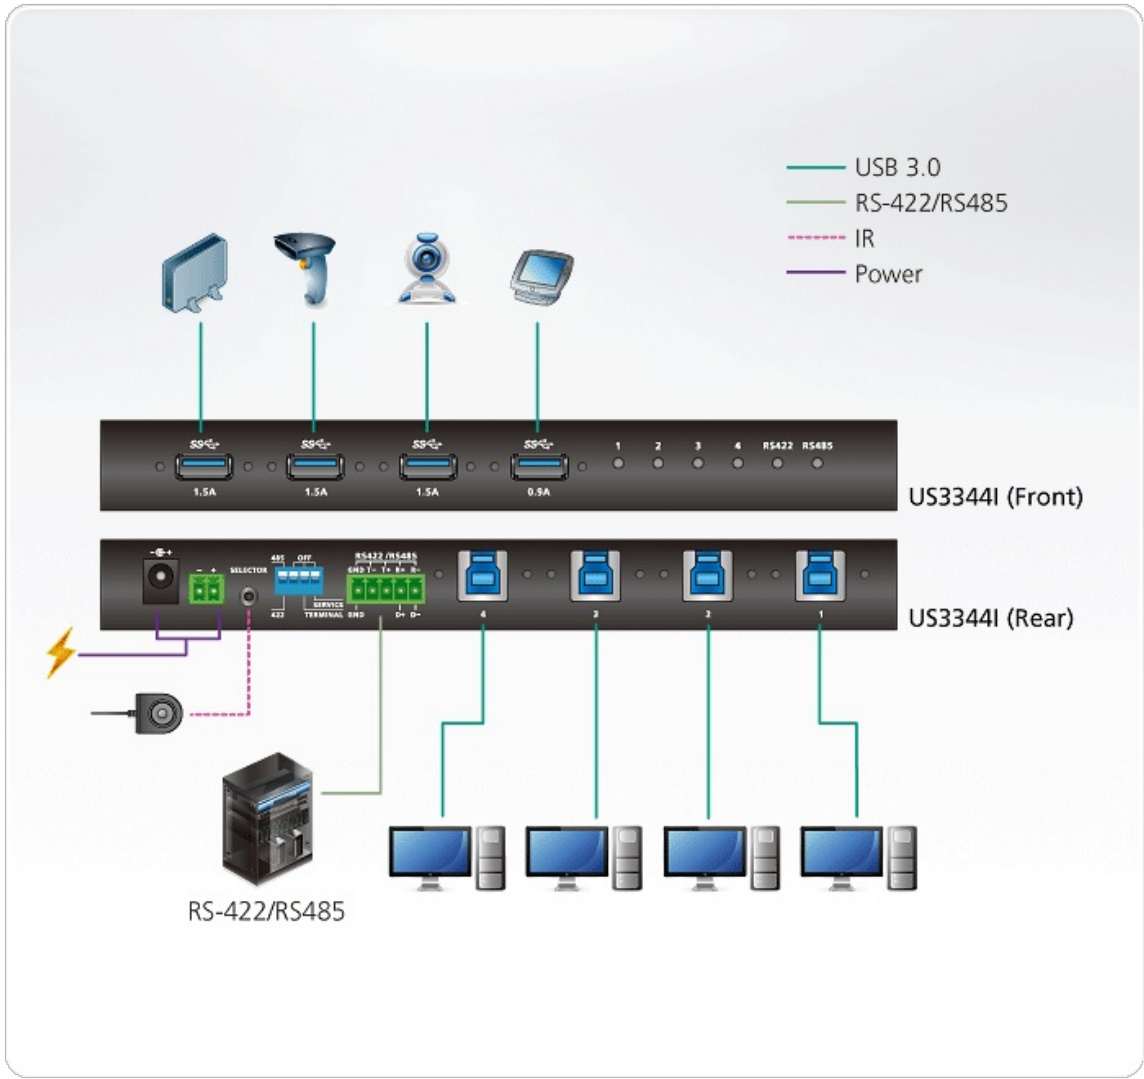 USB 3.0
RS-422/RS485
IR
Power
1 2 3 4 RS422 RS485
1.5A 1.5A 1.5A 0.9A
US3344I (Front)
- +
- +
SELECTOR
485 OFF
RS422 /RS485
GND T- T+ R+ R-
SERVICE
422 TERMINAL GND D+ D-
4 3 2 1
US3344I (Rear)
RS-422/RS485